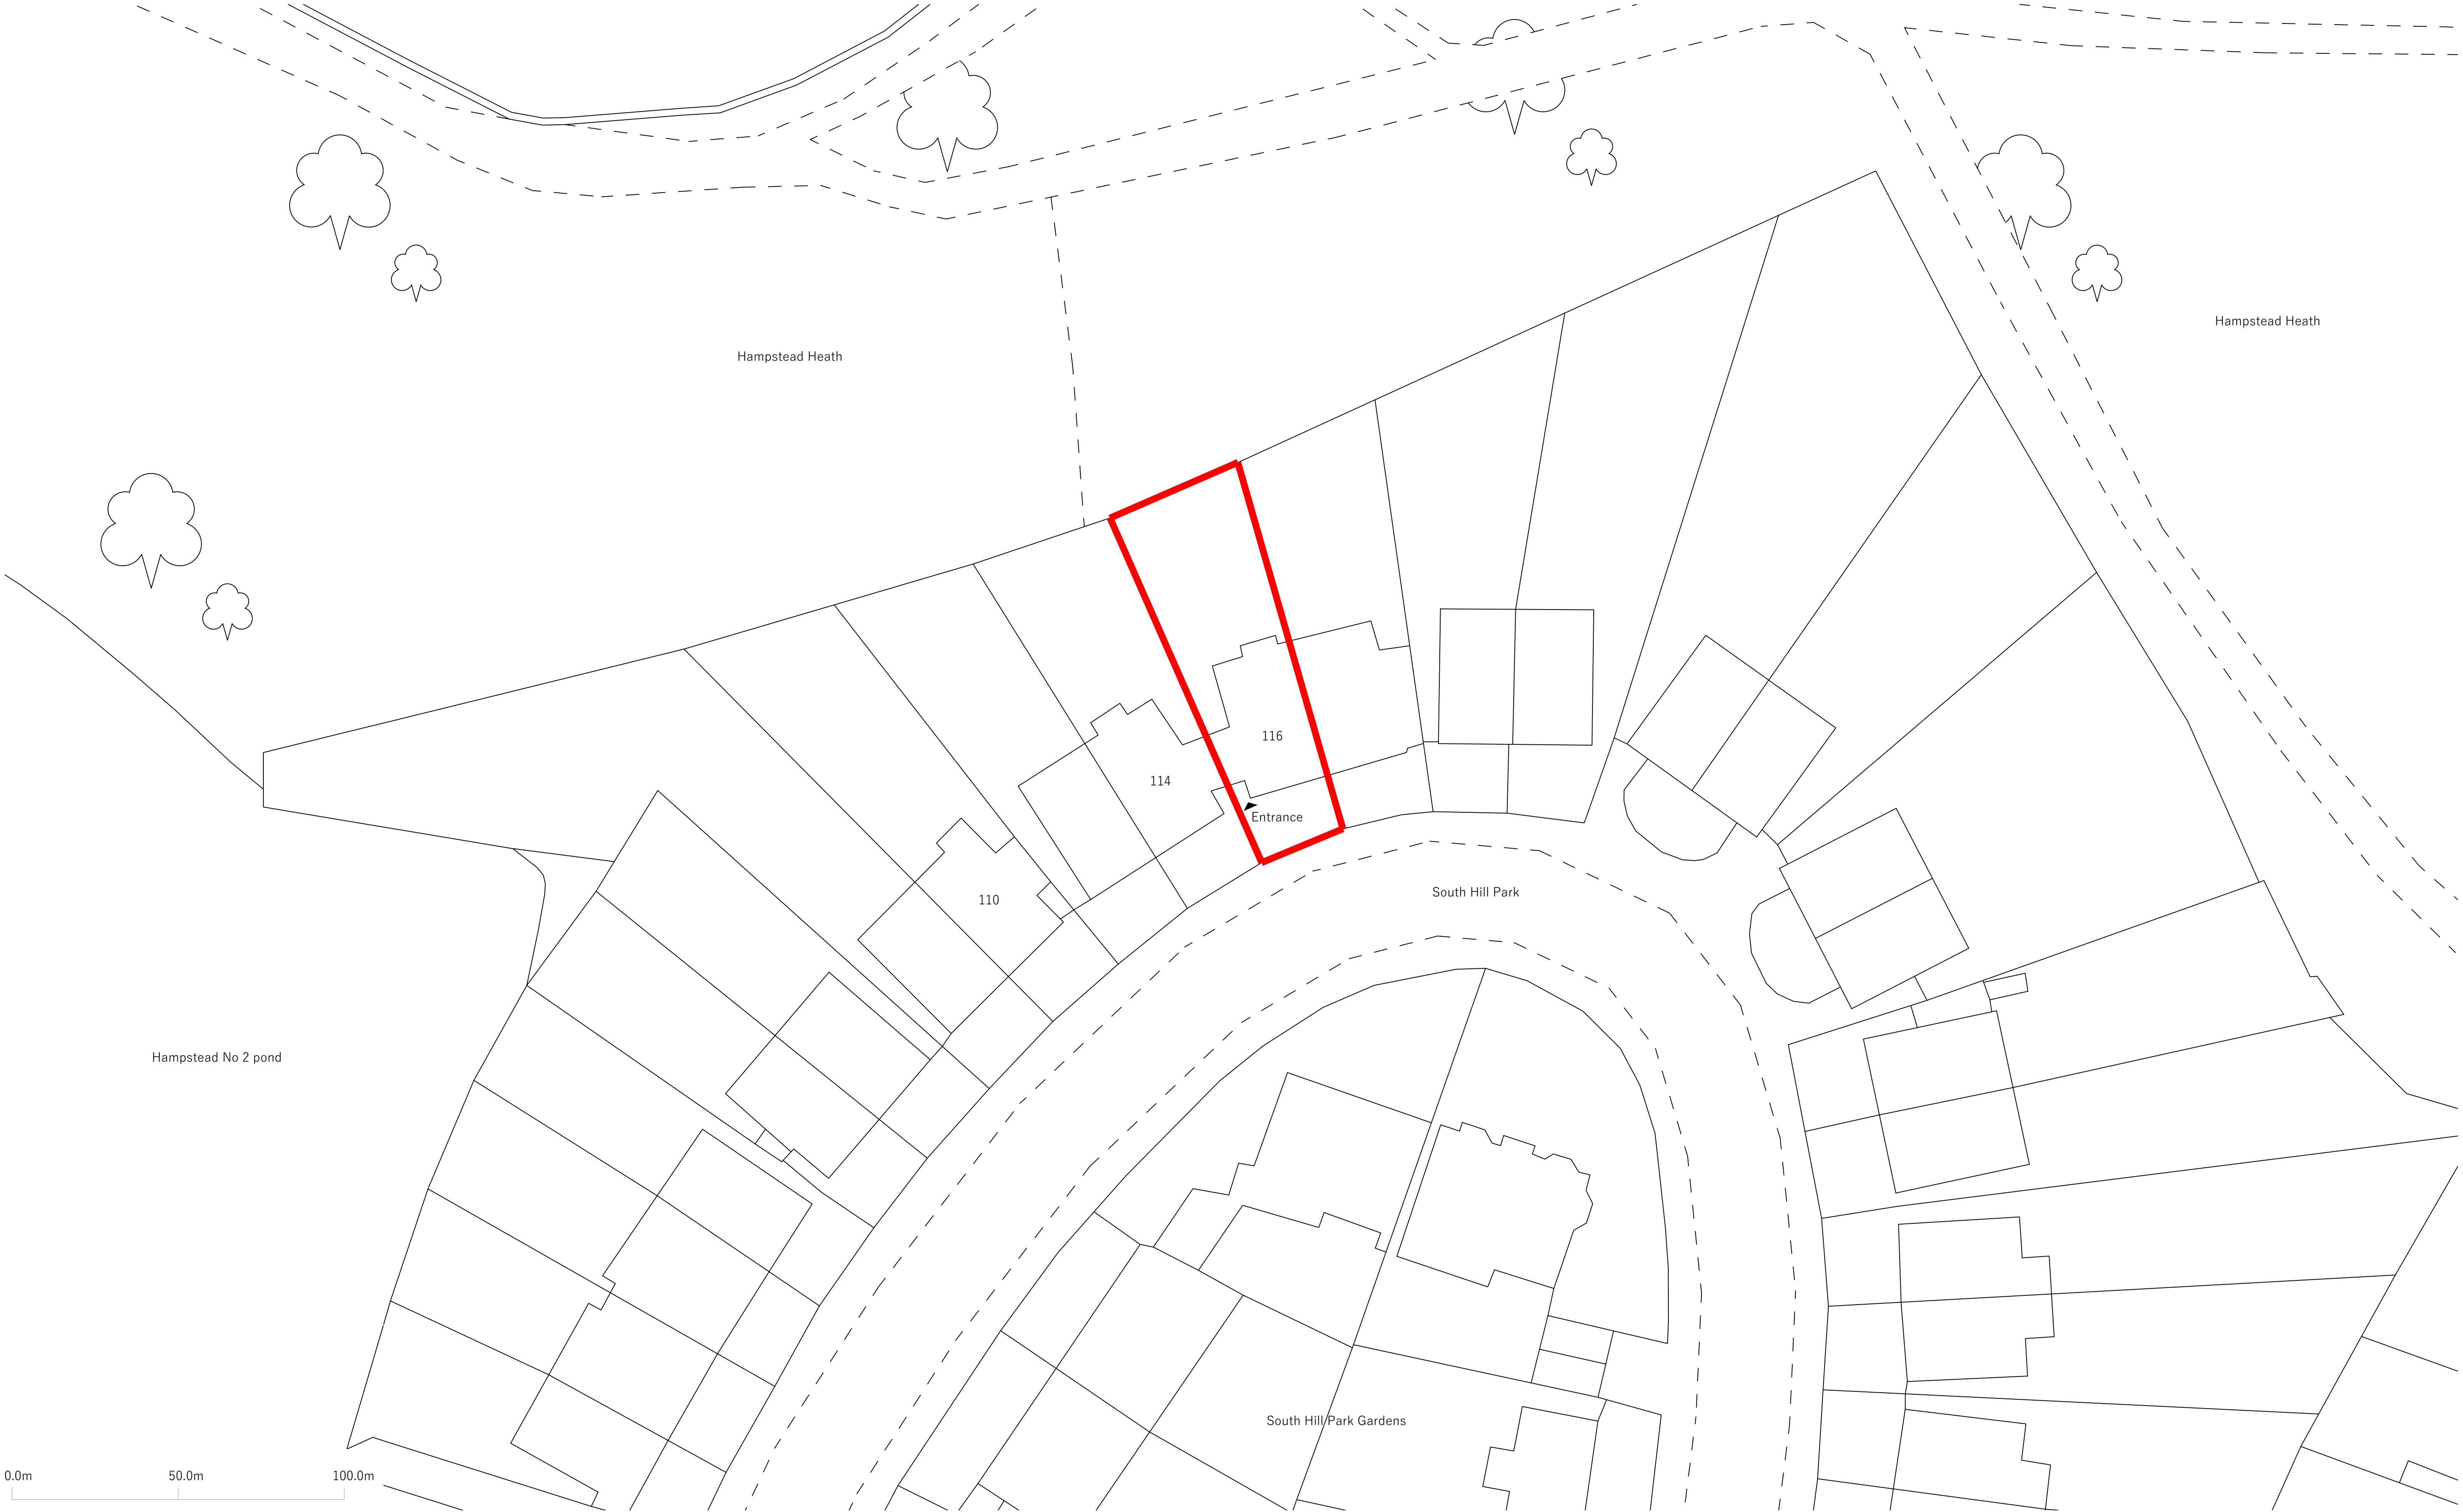 Hampstead Heath
Hampstead Heath
116
114
Entrance
110
South Hill Park
Hampstead No 2 pond
South Hill Park Gardens
0.0m
50.0m
100.0m